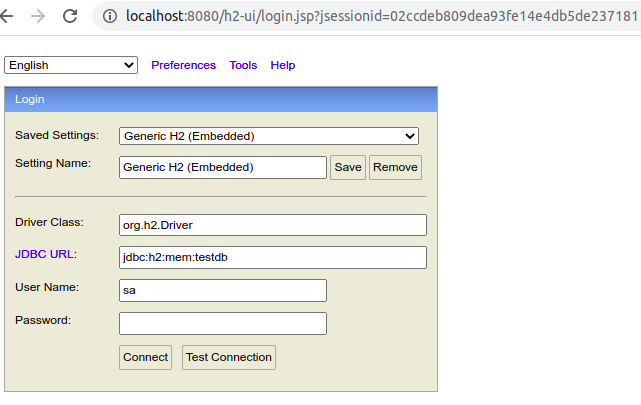 localhost:8080/h2-ui/login.jsp?jsessionid=02ccdeb809dea93fe14e4db5de237181
English Preferences Tools Help
Login
Saved Settings: Generic H2 (Embedded)
Setting Name: Generic H2 (Embedded) Save Remove
Driver Class: org.h2.Driver
JDBC URL: jdbc:h2:mem:testdb
User Name: sa
Password:
Connect Test Connection